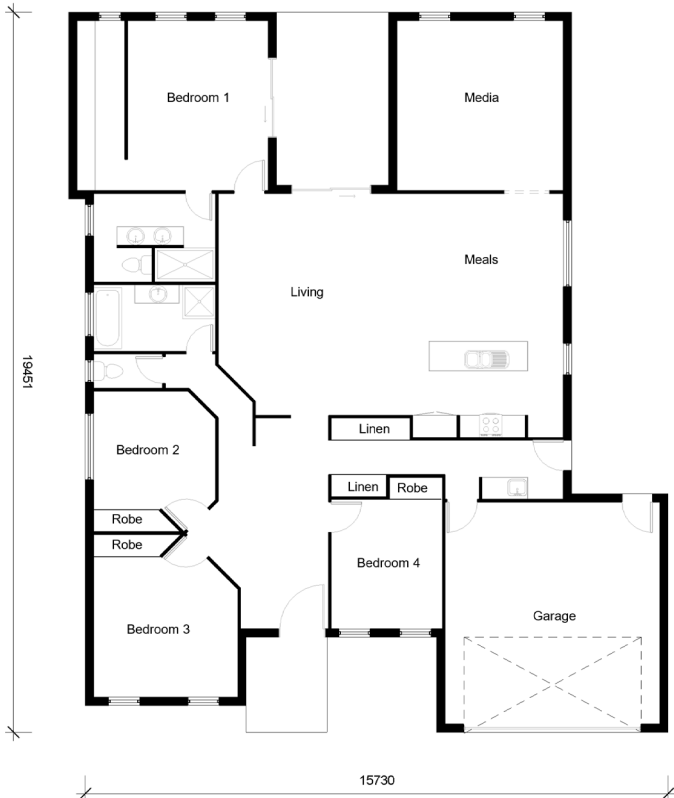 Bedroom 1
Media
Meals
Living
19451
Linen
Bedroom 2
Linen
Robe
Robe
Robe
Bedroom 4
Garage
Bedroom 3
15730